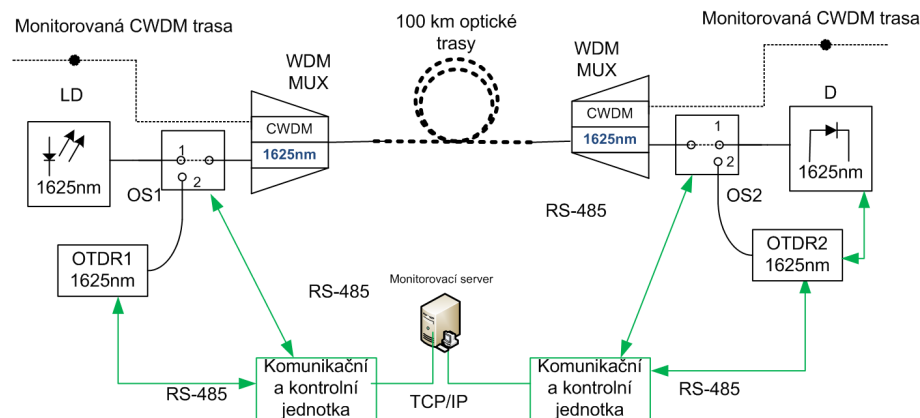 Monitorovaná CWDM trasa
100 km optické
trasy
Monitorovaná CWDM trasa
WDM
MUX
WDM
MUX
LD
D
CWDM
1625nm
CWDM
1625nm
1625nm
1
2
OS1
1
2
OS2
1625nm
RS-485
OTDR1
1625nm
OTDR2
1625nm
RS-485
Monitorovací server
RS-485
RS-485
Komunikační
a kontrolní
jednotka
TCP/IP
Komunikační
a kontrolní
jednotka
RS-485